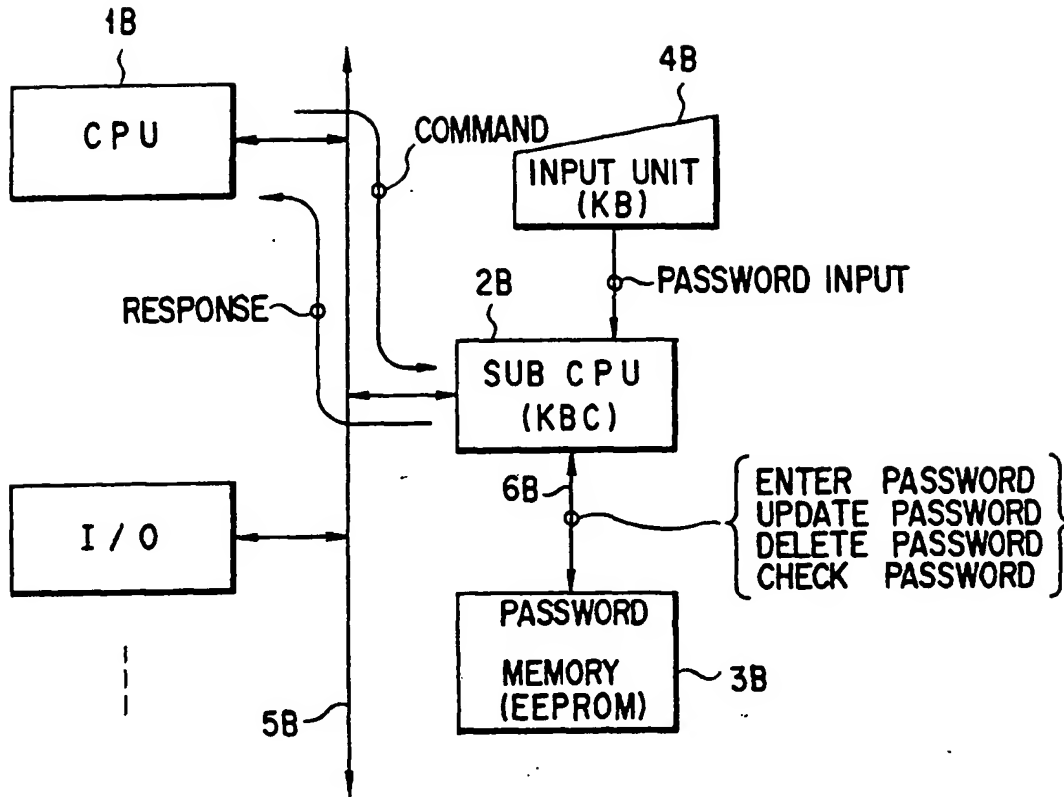 1B
CPU
COMMAND
4B
INPUT UNIT
(KB)
PASSWORD INPUT
RESPONSE
2B
SUB CPU
(KBC)
6B
ENTER PASSWORD
UPDATE PASSWORD
DELETE PASSWORD
CHECK PASSWORD
I/O
PASSWORD
MEMORY
(EEPROM)
3B
5B